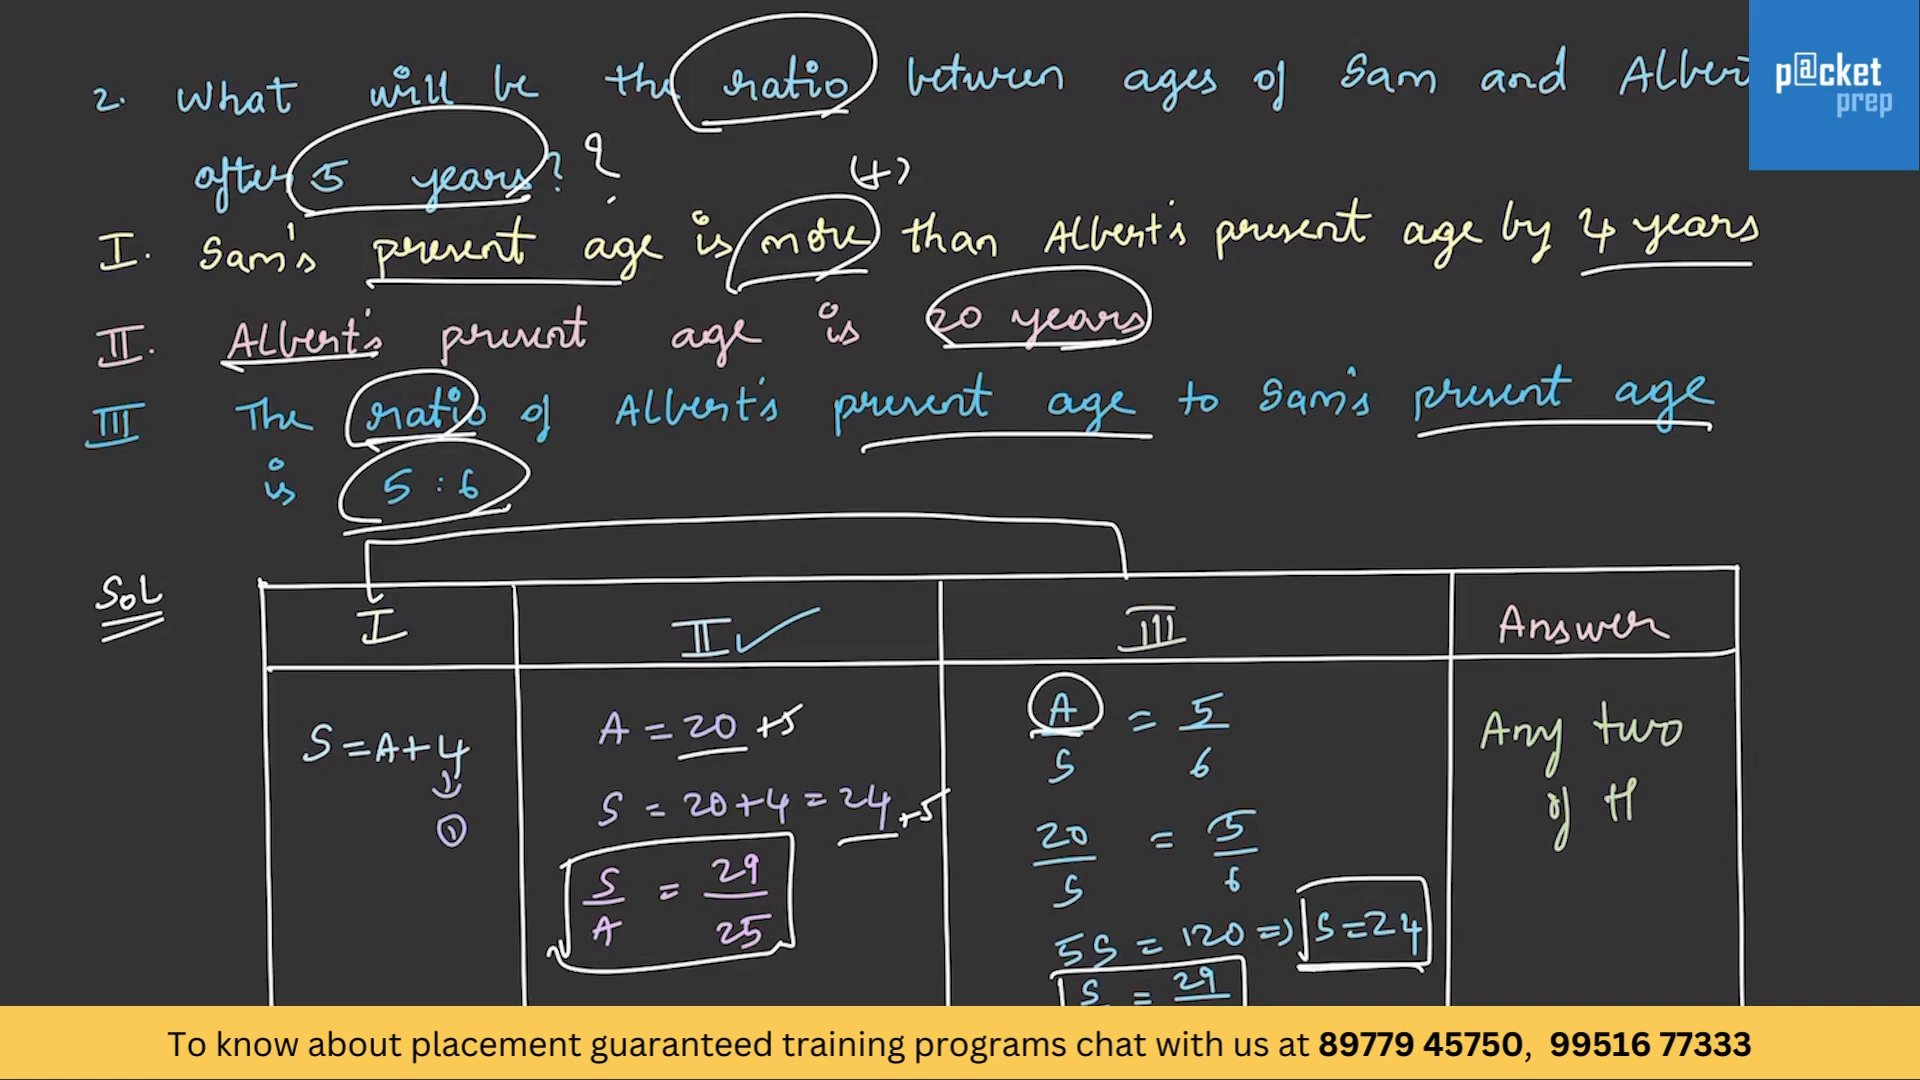 2. What will be the ratio between ages of Sam and Albert
after 5 years? ?
(+)
I. Sam's present age is more than Albert's present age by 4 years
II. Albert's present age is 20 years
III The ratio of Albert's present age to Sam's present age
is 5:6
Sol
I II ✓ III Answer
S = A+4
①
A = 20 +5
S = 20+4 = 24 +5
S/A = 29/25
A/S = 5/6
20/S = 5/6
5S = 120 => S=24
S = 29
Any two
of
p@cket
prep
To know about placement guaranteed training programs chat with us at 89779 45750, 99516 77333